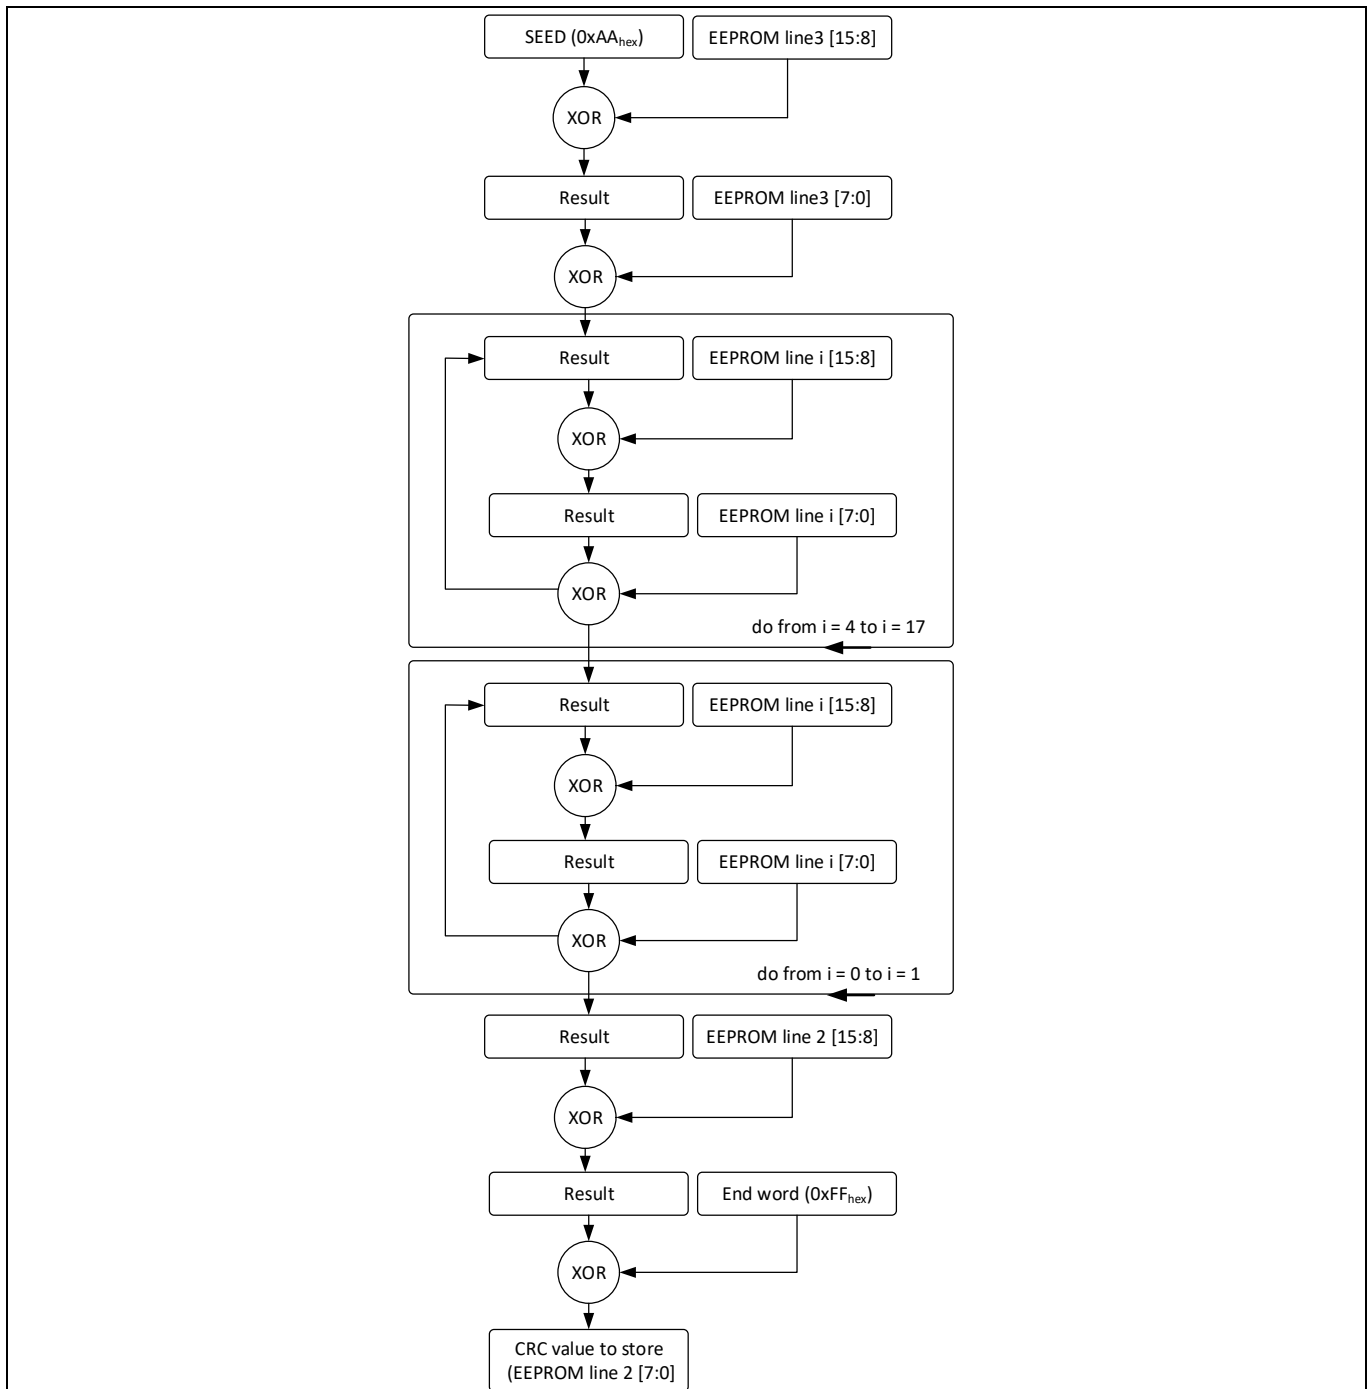 SEED (0xAAhex)
EEPROM line3 [15:8]
XOR
Result
EEPROM line3 [7:0]
XOR
Result
EEPROM line i [15:8]
XOR
Result
EEPROM line i [7:0]
XOR
do from i = 4 to i = 17
Result
EEPROM line i [15:8]
XOR
Result
EEPROM line i [7:0]
XOR
do from i = 0 to i = 1
Result
EEPROM line 2 [15:8]
XOR
Result
End word (0xFFhex)
XOR
CRC value to store
(EEPROM line 2 [7:0]